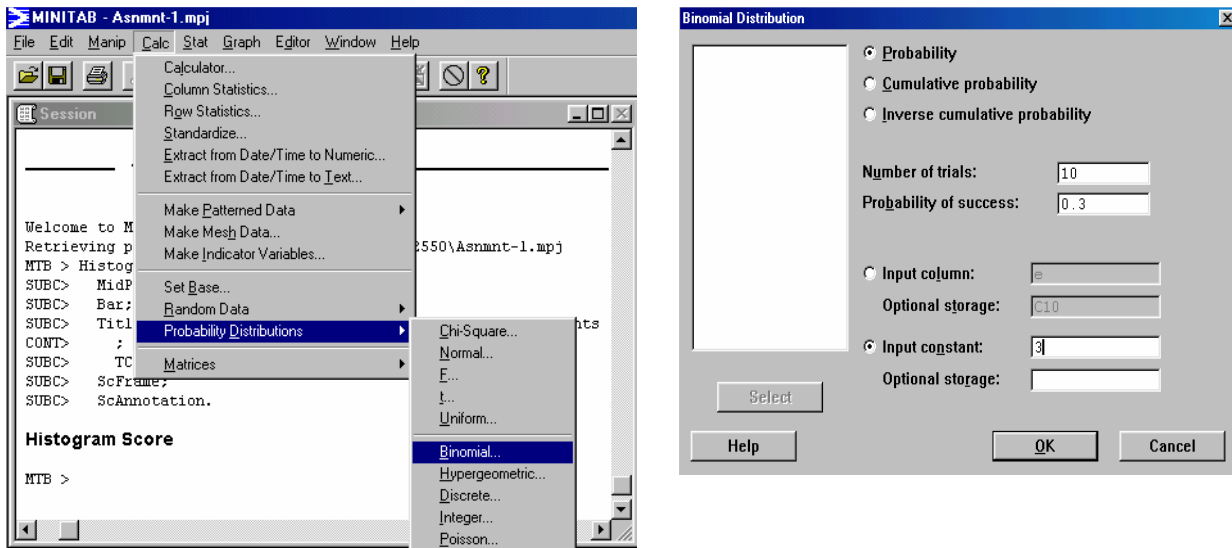 MINITAB - Asnmnt-1.mpj
File Edit Manip Calc Stat Graph Editor Window Help
Calculator...
Column Statistics...
Row Statistics...
Standardize...
Extract from Date/Time to Numeric...
Extract from Date/Time to Text...
Make Patterned Data
Make Mesh Data...
Make Indicator Variables...
Set Base...
Random Data
Probability Distributions
Matrices
Chi-Square...
Normal...
F...
t...
Uniform...
Binomial...
Hypergeometric...
Discrete...
Integer...
Poisson...
Session
Welcome to M
Retrieving p 2550\Asnmnt-1.mpj
MTB > Histog
SUBC> MidP
SUBC> Bar;
SUBC> Titl hts
CONT> ;
SUBC> TC
SUBC> ScFrame;
SUBC> ScAnnotation.
Histogram Score
MTB >
Binomial Distribution
Probability
Cumulative probability
Inverse cumulative probability
Number of trials: 10
Probability of success: 0.3
Input column: e
Optional storage: C10
Input constant: 3
Optional storage:
Select
Help OK Cancel